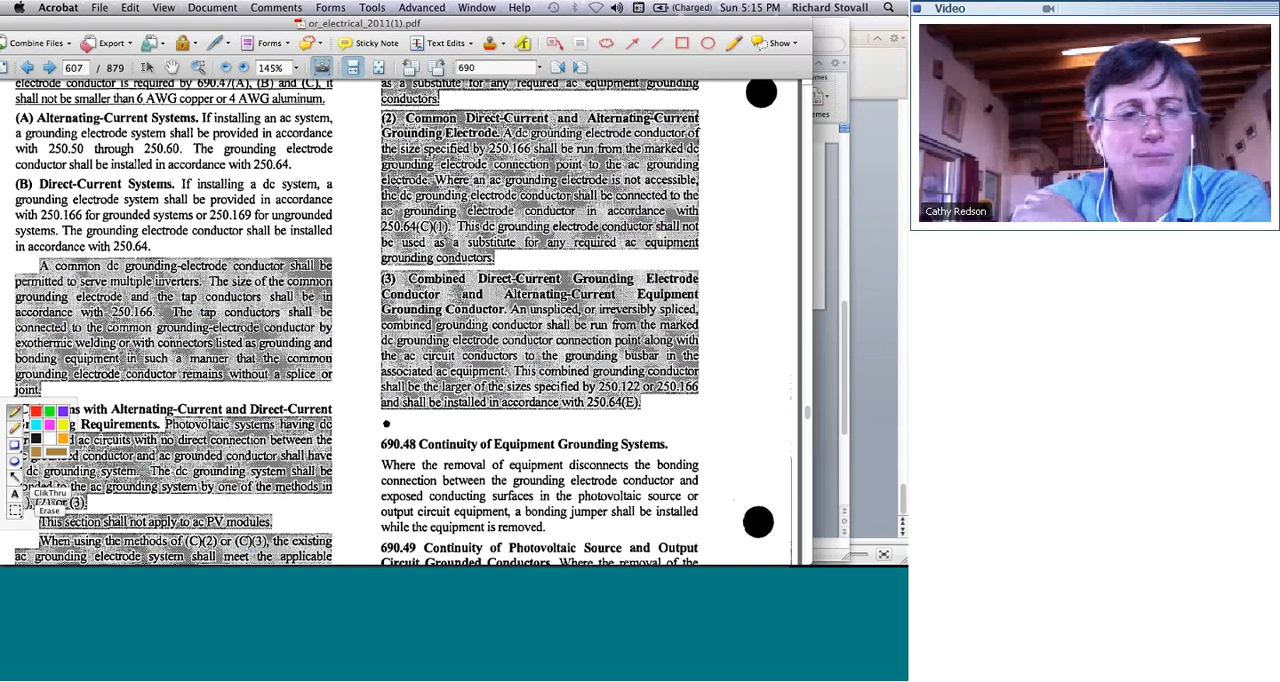 Acrobat File Edit View Document Comments Forms Tools Advanced Window Help (Charged) Sun 5:15 PM Richard Stovall
or_electrical_2011(1).pdf
Combine Files Export Forms Sticky Note Text Edits Show
607 / 879 145% 690
electrode conductor is required by 690.47(A), (B) and (C), it
shall not be smaller than 6 AWG copper or 4 AWG aluminum.
(A) Alternating-Current Systems. If installing an ac system,
a grounding electrode system shall be provided in accordance
with 250.50 through 250.60. The grounding electrode
conductor shall be installed in accordance with 250.64.
(B) Direct-Current Systems. If installing a dc system, a
grounding electrode system shall be provided in accordance
with 250.166 for grounded systems or 250.169 for ungrounded
systems. The grounding electrode conductor shall be installed
in accordance with 250.64.
A common dc grounding-electrode conductor shall be
permitted to serve multiple inverters. The size of the common
grounding electrode and the tap conductors shall be in
accordance with 250.166. The tap conductors shall be
connected to the common grounding-electrode conductor by
exothermic welding or with connectors listed as grounding and
bonding equipment in such a manner that the common
grounding electrode conductor remains without a splice or
joint.
ms with Alternating-Current and Direct-Current
Requirements. Photovoltaic systems having dc
ac circuits with no direct connection between the
conductor and ac grounded conductor shall have
dc grounding system. The dc grounding system shall be
to the ac grounding system by one of the methods in
(2) or (3).
ClikThru
Erase
This section shall not apply to ac PV modules.
When using the methods of (C)(2) or (C)(3), the existing
ac grounding electrode system shall meet the applicable
as a substitute for any required ac equipment grounding
conductors.
(2) Common Direct-Current and Alternating-Current
Grounding Electrode. A dc grounding electrode conductor of
the size specified by 250.166 shall be run from the marked dc
grounding electrode connection point to the ac grounding
electrode. Where an ac grounding electrode is not accessible,
the dc grounding electrode conductor shall be connected to the
ac grounding electrode conductor in accordance with
250.64(C)(1). This dc grounding electrode conductor shall not
be used as a substitute for any required ac equipment
grounding conductors.
(3) Combined Direct-Current Grounding Electrode
Conductor and Alternating-Current Equipment
Grounding Conductor. An unspliced, or irreversibly spliced,
combined grounding conductor shall be run from the marked
dc grounding electrode conductor connection point along with
the ac circuit conductors to the grounding busbar in the
associated ac equipment. This combined grounding conductor
shall be the larger of the sizes specified by 250.122 or 250.166
and shall be installed in accordance with 250.64(E).
690.48 Continuity of Equipment Grounding Systems.
Where the removal of equipment disconnects the bonding
connection between the grounding electrode conductor and
exposed conducting surfaces in the photovoltaic source or
output circuit equipment, a bonding jumper shall be installed
while the equipment is removed.
690.49 Continuity of Photovoltaic Source and Output
Circuit Grounded Conductors. Where the removal of the
Video
Cathy Redson